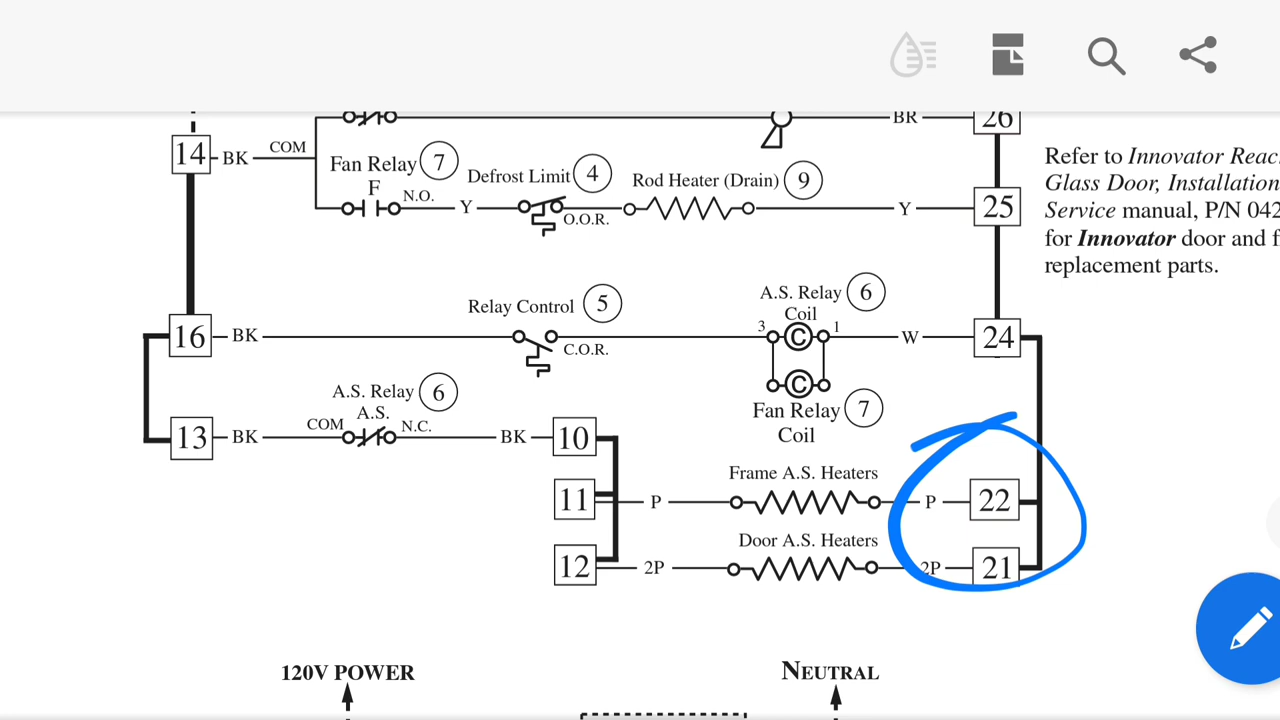 26
BR
14
BK
COM
Fan Relay 7
F
N.O.
Y
Defrost Limit 4
O.O.R.
Rod Heater (Drain) 9
Y
25
Refer to Innovator Reac
Glass Door, Installation
Service manual, P/N 042
for Innovator door and f
replacement parts.
16
BK
Relay Control 5
C.O.R.
A.S. Relay 6
Coil
3
C
1
W
24
C
Fan Relay 7
Coil
A.S. Relay 6
A.S.
13
BK
COM
N.C.
BK
10
Frame A.S. Heaters
11
P
P
22
Door A.S. Heaters
12
2P
2P
21
120V POWER
NEUTRAL